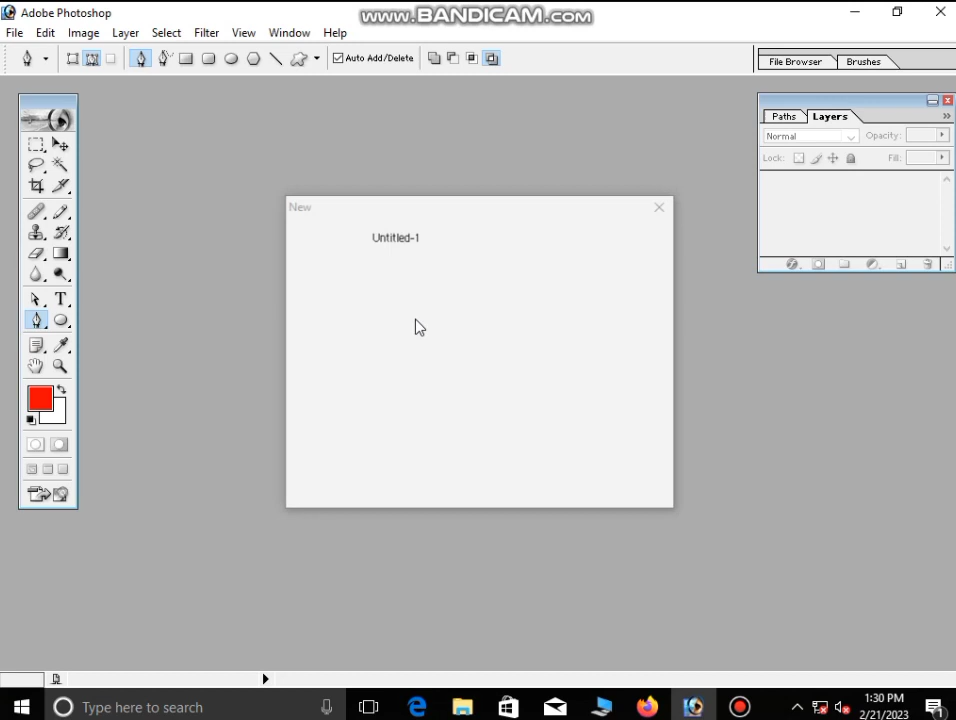 Adobe Photoshop
www.BANDICAM.com
File Edit Image Layer Select Filter View Window Help
Auto Add/Delete
File Browser Brushes
Paths Layers
Normal Opacity:
Lock: Fill:
New
Untitled-1
T
Type here to search
1:30 PM
2/21/2023
1